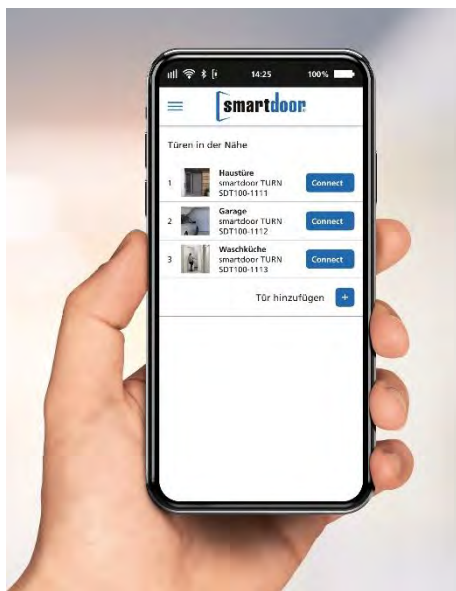 14:25
100%
smartdoor
Türen in der Nähe
1
Haustüre
smartdoor TURN
SDT100-1111
Connect
2
Garage
smartdoor TURN
SDT100-1112
Connect
3
Waschküche
smartdoor TURN
SDT100-1113
Connect
Tür hinzufügen +